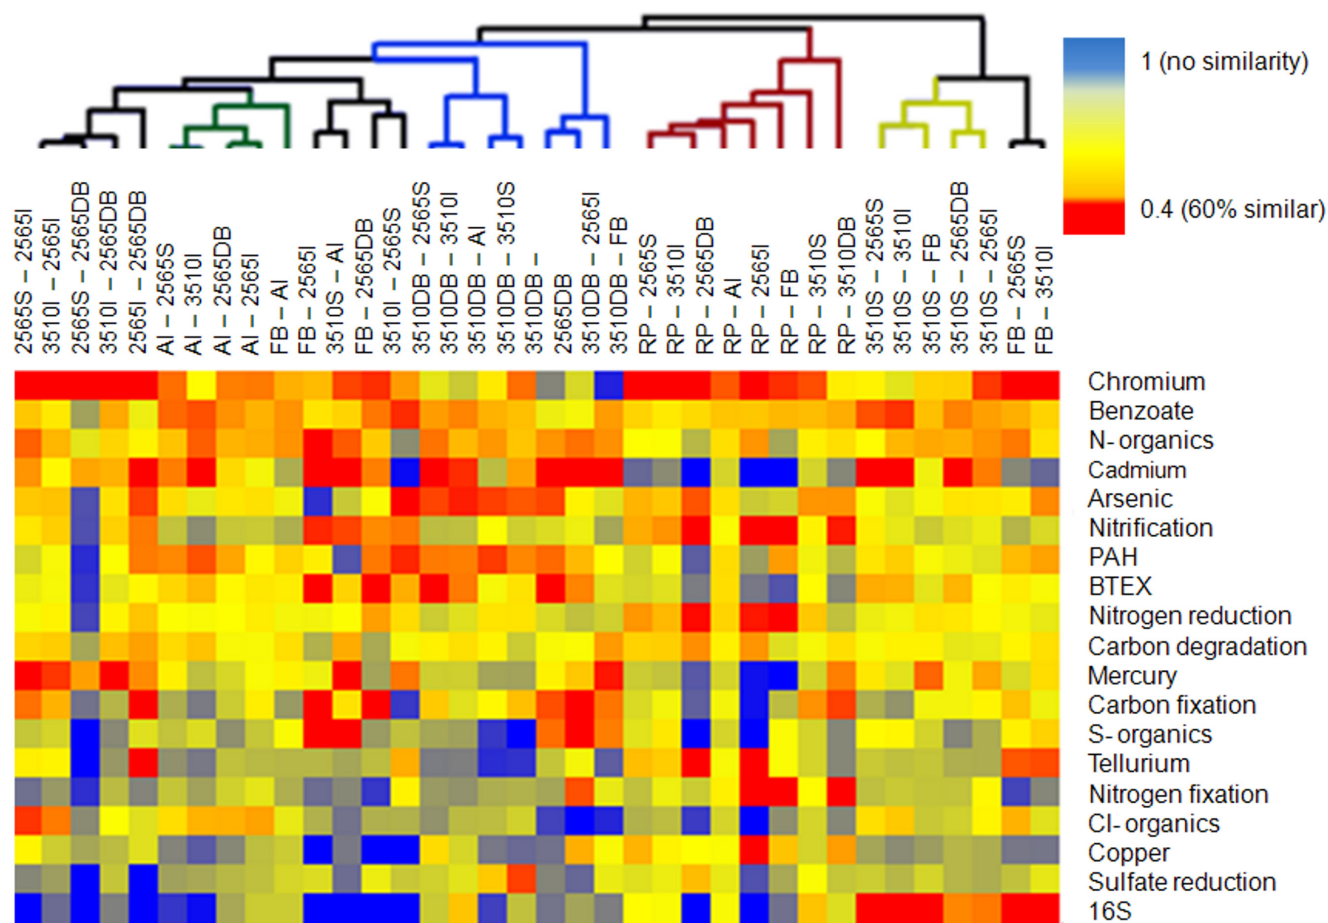 1 (no similarity)
0.4 (60% similar)
2565S – 2565I
3510I – 2565I
2565S – 2565DB
3510I – 2565DB
2565I – 2565DB
AI – 2565S
AI – 3510I
AI – 2565DB
AI – 2565I
FB – AI
FB – 2565I
3510S – AI
FB – 2565DB
3510I – 2565S
3510DB – 2565S
3510DB – 3510I
3510DB – AI
3510DB – 3510S
3510DB –
2565DB
3510DB – 2565I
3510DB – FB
RP – 2565S
RP – 3510I
RP – 2565DB
RP – AI
RP – 2565I
RP – FB
RP – 3510S
RP – 3510DB
3510S – 2565S
3510S – 3510I
3510S – FB
3510S – 2565DB
3510S – 2565I
FB – 2565S
FB – 3510I
Chromium
Benzoate
N- organics
Cadmium
Arsenic
Nitrification
PAH
BTEX
Nitrogen reduction
Carbon degradation
Mercury
Carbon fixation
S- organics
Tellurium
Nitrogen fixation
Cl- organics
Copper
Sulfate reduction
16S